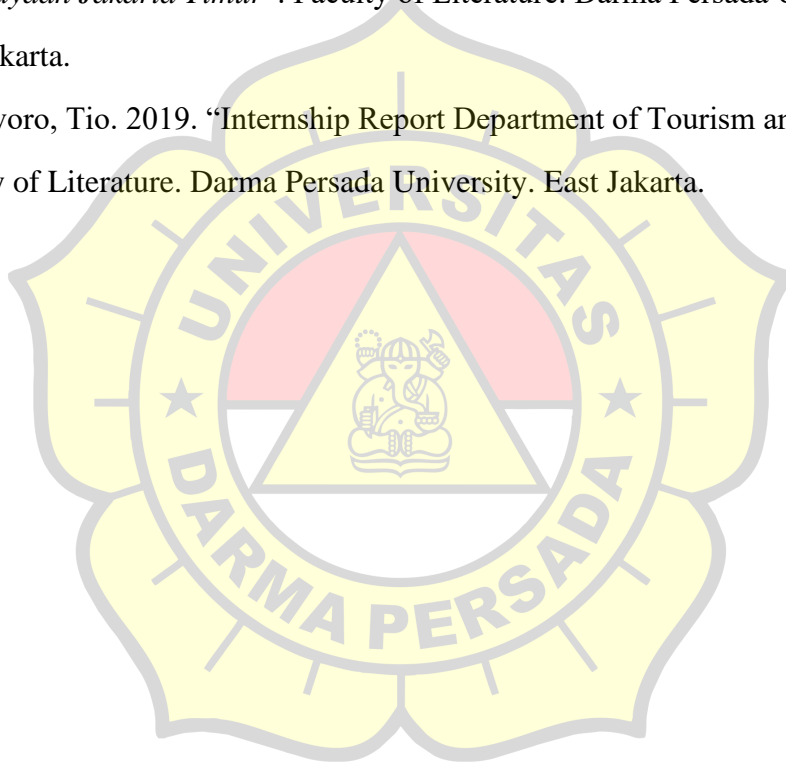 Jakarta Timur". Faculty of Literature. Darma Persada
karta.
voro, Tio. 2019. “Internship Report Department of Tourism an
y of Literature. Darma Persada University. East Jakarta.
UNIVERSITAS
DARMA PERSADA